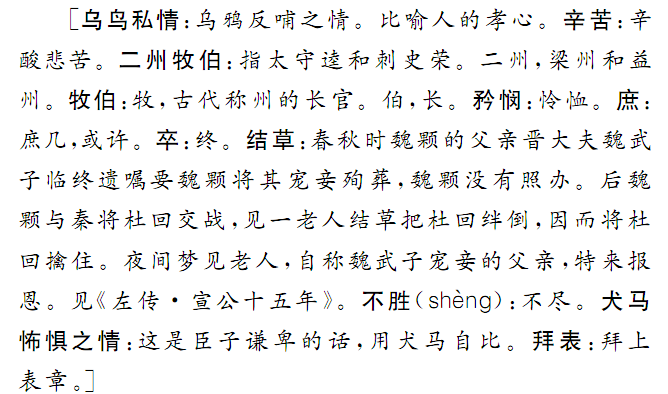 [乌鸟私情:乌鸦反哺之情。比喻人的孝心。辛苦:辛
酸悲苦。二州牧伯:指太守逵和刺史荣。二州,梁州和益
州。牧伯:牧,古代称州的长官。伯,长。矜悯:怜恤。庶:
庶几,或许。卒:终。结草:春秋时魏颗的父亲晋大夫魏武
子临终遗嘱要魏颗将其宠妾殉葬,魏颗没有照办。后魏
颗与秦将杜回交战,见一老人结草把杜回绊倒,因而将杜
回擒住。夜间梦见老人,自称魏武子宠妾的父亲,特来报
恩。见《左传·宣公十五年》。不胜(shèng):不尽。犬马
怖惧之情:这是臣子谦卑的话,用犬马自比。拜表:拜上
表章。]